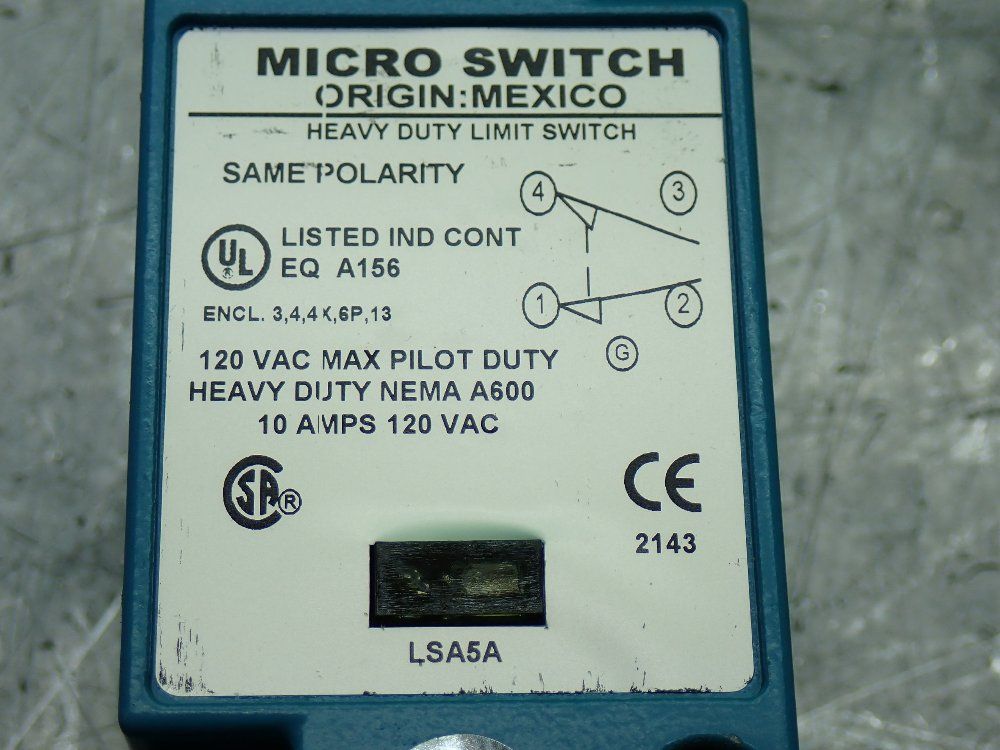 MICRO SWITCH
ORIGIN:MEXICO
HEAVY DUTY LIMIT SWITCH
SAME POLARITY
4 3
UL ® LISTED IND CONT
EQ A156
1 2
ENCL. 3,4,4X,6P,13
G
120 VAC MAX PILOT DUTY
HEAVY DUTY NEMA A600
10 AMPS 120 VAC
CSA ® CE
2143
LSA5A